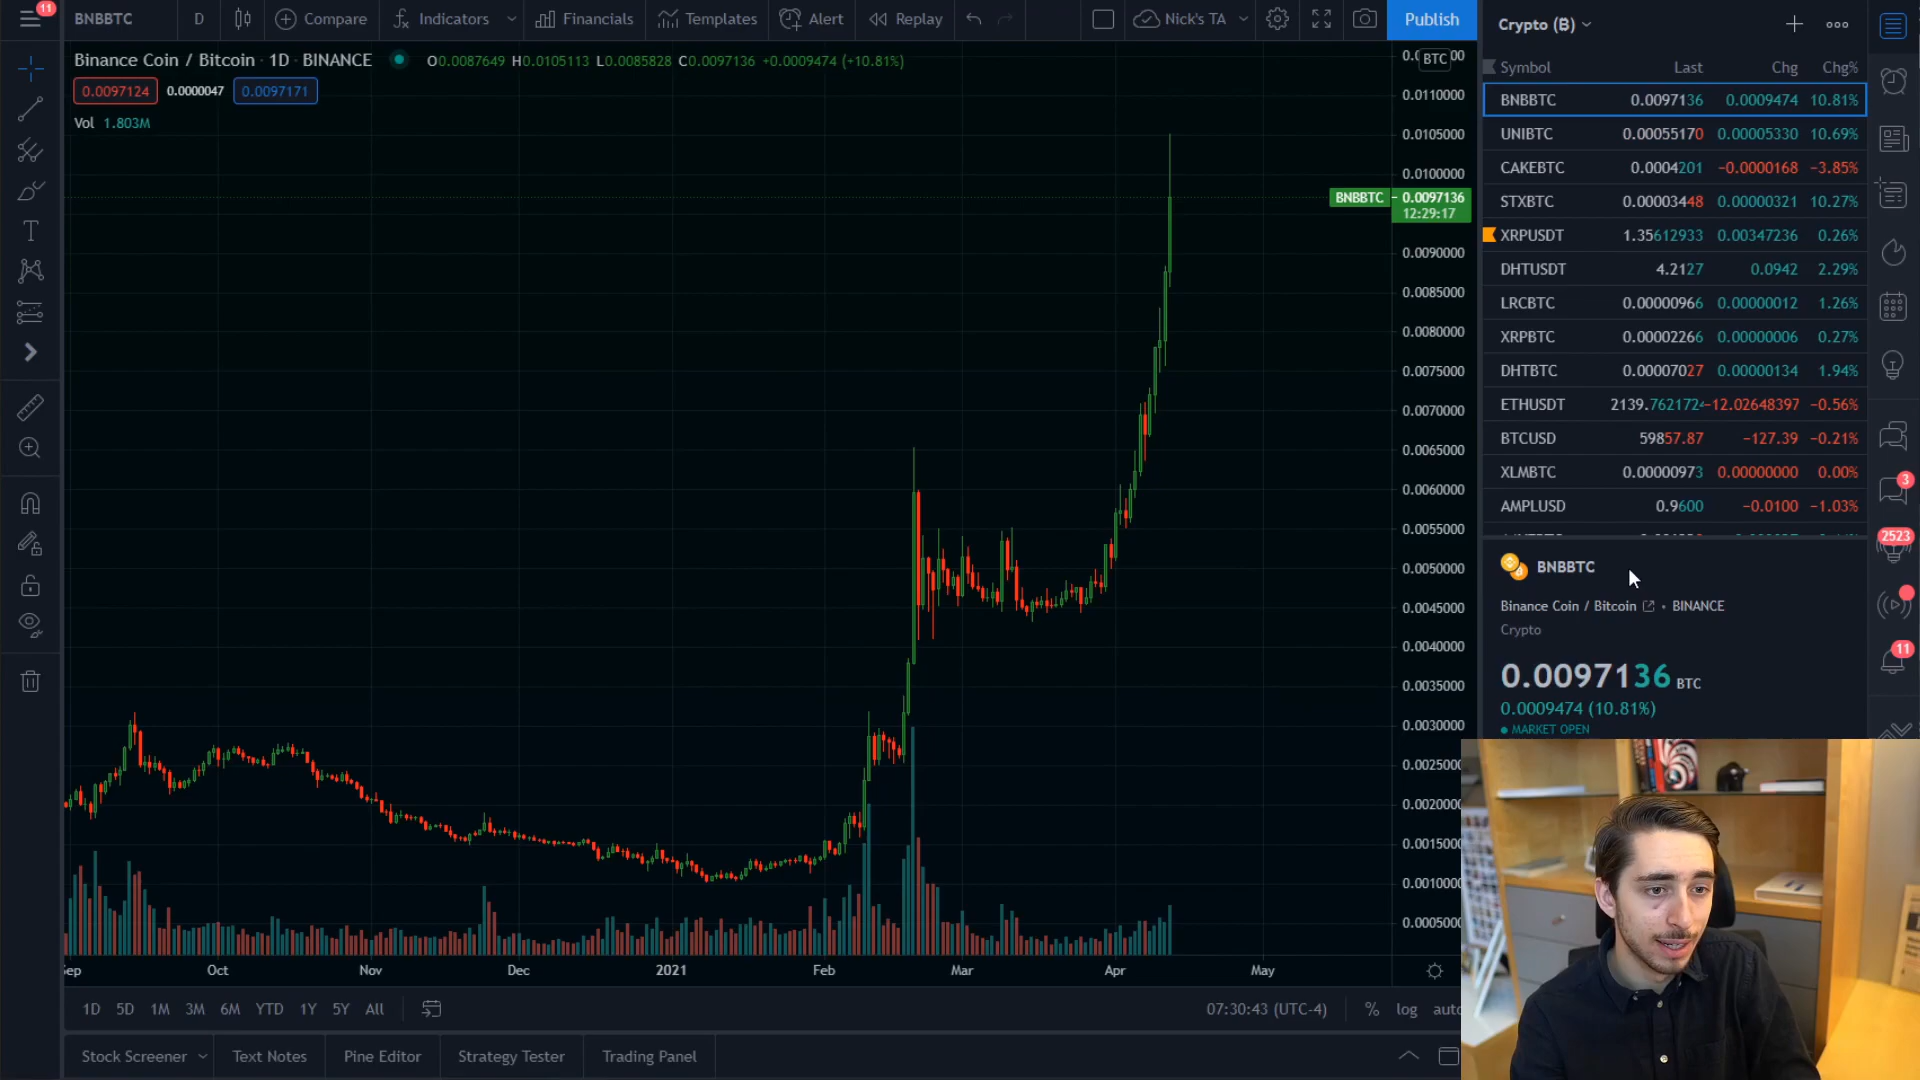 11
BNBBTC D Compare Indicators Financials Templates Alert Replay Nick's TA Publish
Binance Coin / Bitcoin · 1D · BINANCE O0.0087649 H0.0105113 L0.0085828 C0.0097136 +0.0009474 (+10.81%)
0.0097124 0.0000047 0.0097171
Vol 1.803M
BTC
0.0110000
0.0105000
0.0100000
BNBBTC 0.0097136
12:29:17
0.0090000
0.0085000
0.0080000
0.0075000
0.0070000
0.0065000
0.0060000
0.0055000
0.0050000
0.0045000
0.0040000
0.0035000
0.0030000
0.0025000
0.0020000
0.0015000
0.0010000
0.0005000
Sep Oct Nov Dec 2021 Feb Mar Apr May
1D 5D 1M 3M 6M YTD 1Y 5Y All 07:30:43 (UTC-4) % log auto
Stock Screener Text Notes Pine Editor Strategy Tester Trading Panel
Crypto (B)
Symbol Last Chg Chg%
BNBBTC 0.0097136 0.0009474 10.81%
UNIBTC 0.00055170 0.00005330 10.69%
CAKEBTC 0.0004201 −0.0000168 −3.85%
STXBTC 0.00003448 0.00000321 10.27%
XRPUSDT 1.35612933 0.00347236 0.26%
DHTUSDT 4.2127 0.0942 2.29%
LRCBTC 0.00000966 0.00000012 1.26%
XRPBTC 0.00002266 0.00000006 0.27%
DHTBTC 0.00007027 0.00000134 1.94%
ETHUSDT 2139.762172 −12.02648397 −0.56%
BTCUSD 59857.87 −127.39 −0.21%
XLMBTC 0.00000973 0.00000000 0.00%
AMPLUSD 0.9600 −0.0100 −1.03%
BNBBTC
Binance Coin / Bitcoin • BINANCE
Crypto
0.0097136 BTC
0.0009474 (10.81%)
MARKET OPEN
3
2523
11